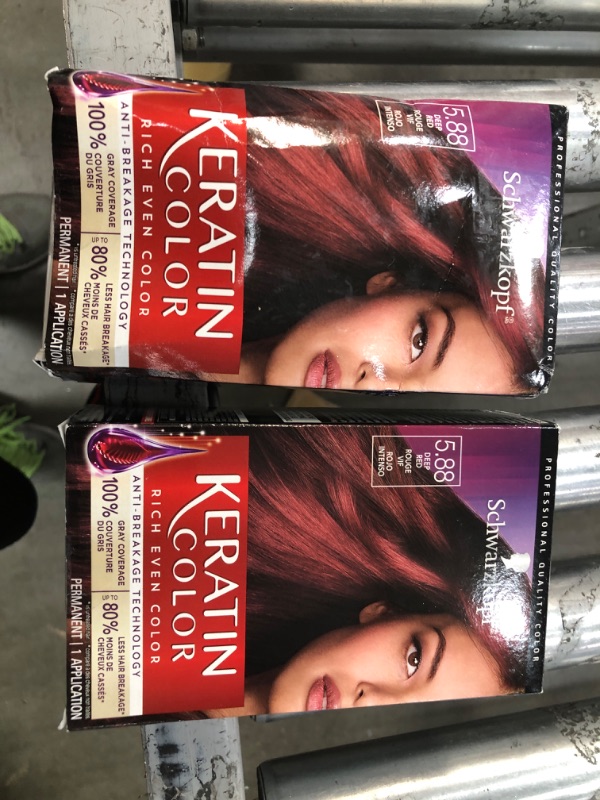 PROFESSIONAL QUALITY COLOR
Schwarzkopf®
5.88
DEEP
RED
ROUGE
VIF
ROJO
INTENSO
KERATIN
COLOR
RICH EVEN COLOR
ANTI-BREAKAGE TECHNOLOGY
100% GRAY COVERAGE
COUVERTURE
DU GRIS
UP TO
80% LESS HAIR BREAKAGE*
MOINS DE
CHEVEUX CASSÉS*
PERMANENT | 1 APPLICATION
PROFESSIONAL QUALITY COLOR
5.88
DEEP
RED
ROUGE
VIF
ROJO
INTENSO
KERATIN
COLOR
RICH EVEN COLOR
ANTI-BREAKAGE TECHNOLOGY
100% GRAY COVERAGE
COUVERTURE
DU GRIS
UP TO
80% LESS HAIR BREAKAGE*
MOINS DE
CHEVEUX CASSÉS*
PERMANENT | 1 APPLICATION